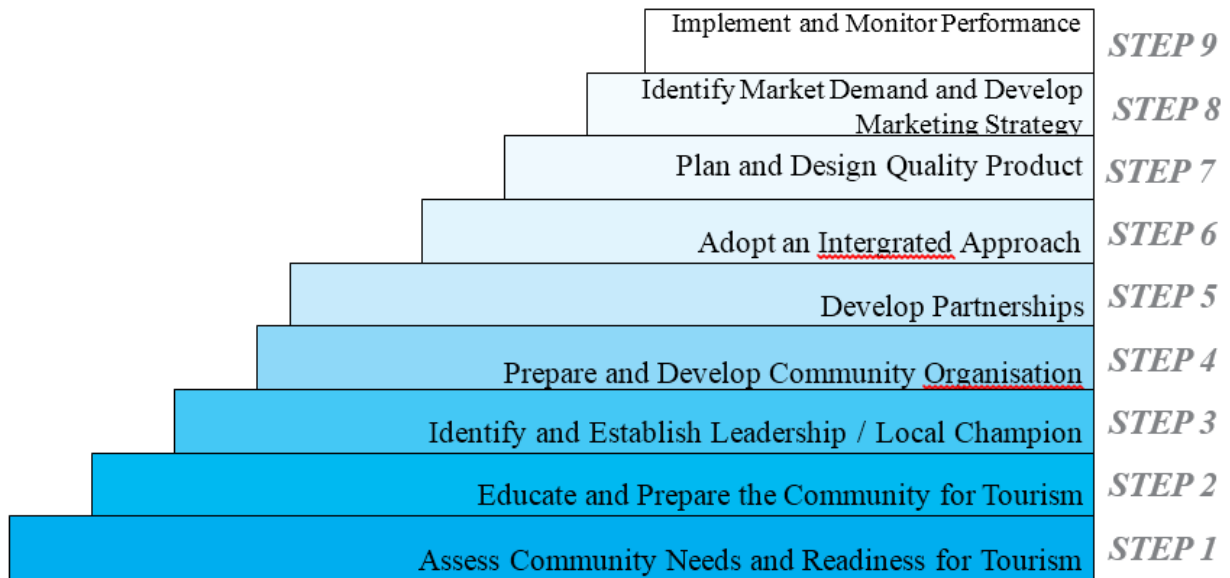 Implement and Monitor Performance
STEP 9
Identify Market Demand and Develop
Marketing Strategy
STEP 8
Plan and Design Quality Product
STEP 7
Adopt an Intergrated Approach
STEP 6
Develop Partnerships
STEP 5
Prepare and Develop Community Organisation
STEP 4
Identify and Establish Leadership / Local Champion
STEP 3
Educate and Prepare the Community for Tourism
STEP 2
Assess Community Needs and Readiness for Tourism
STEP 1